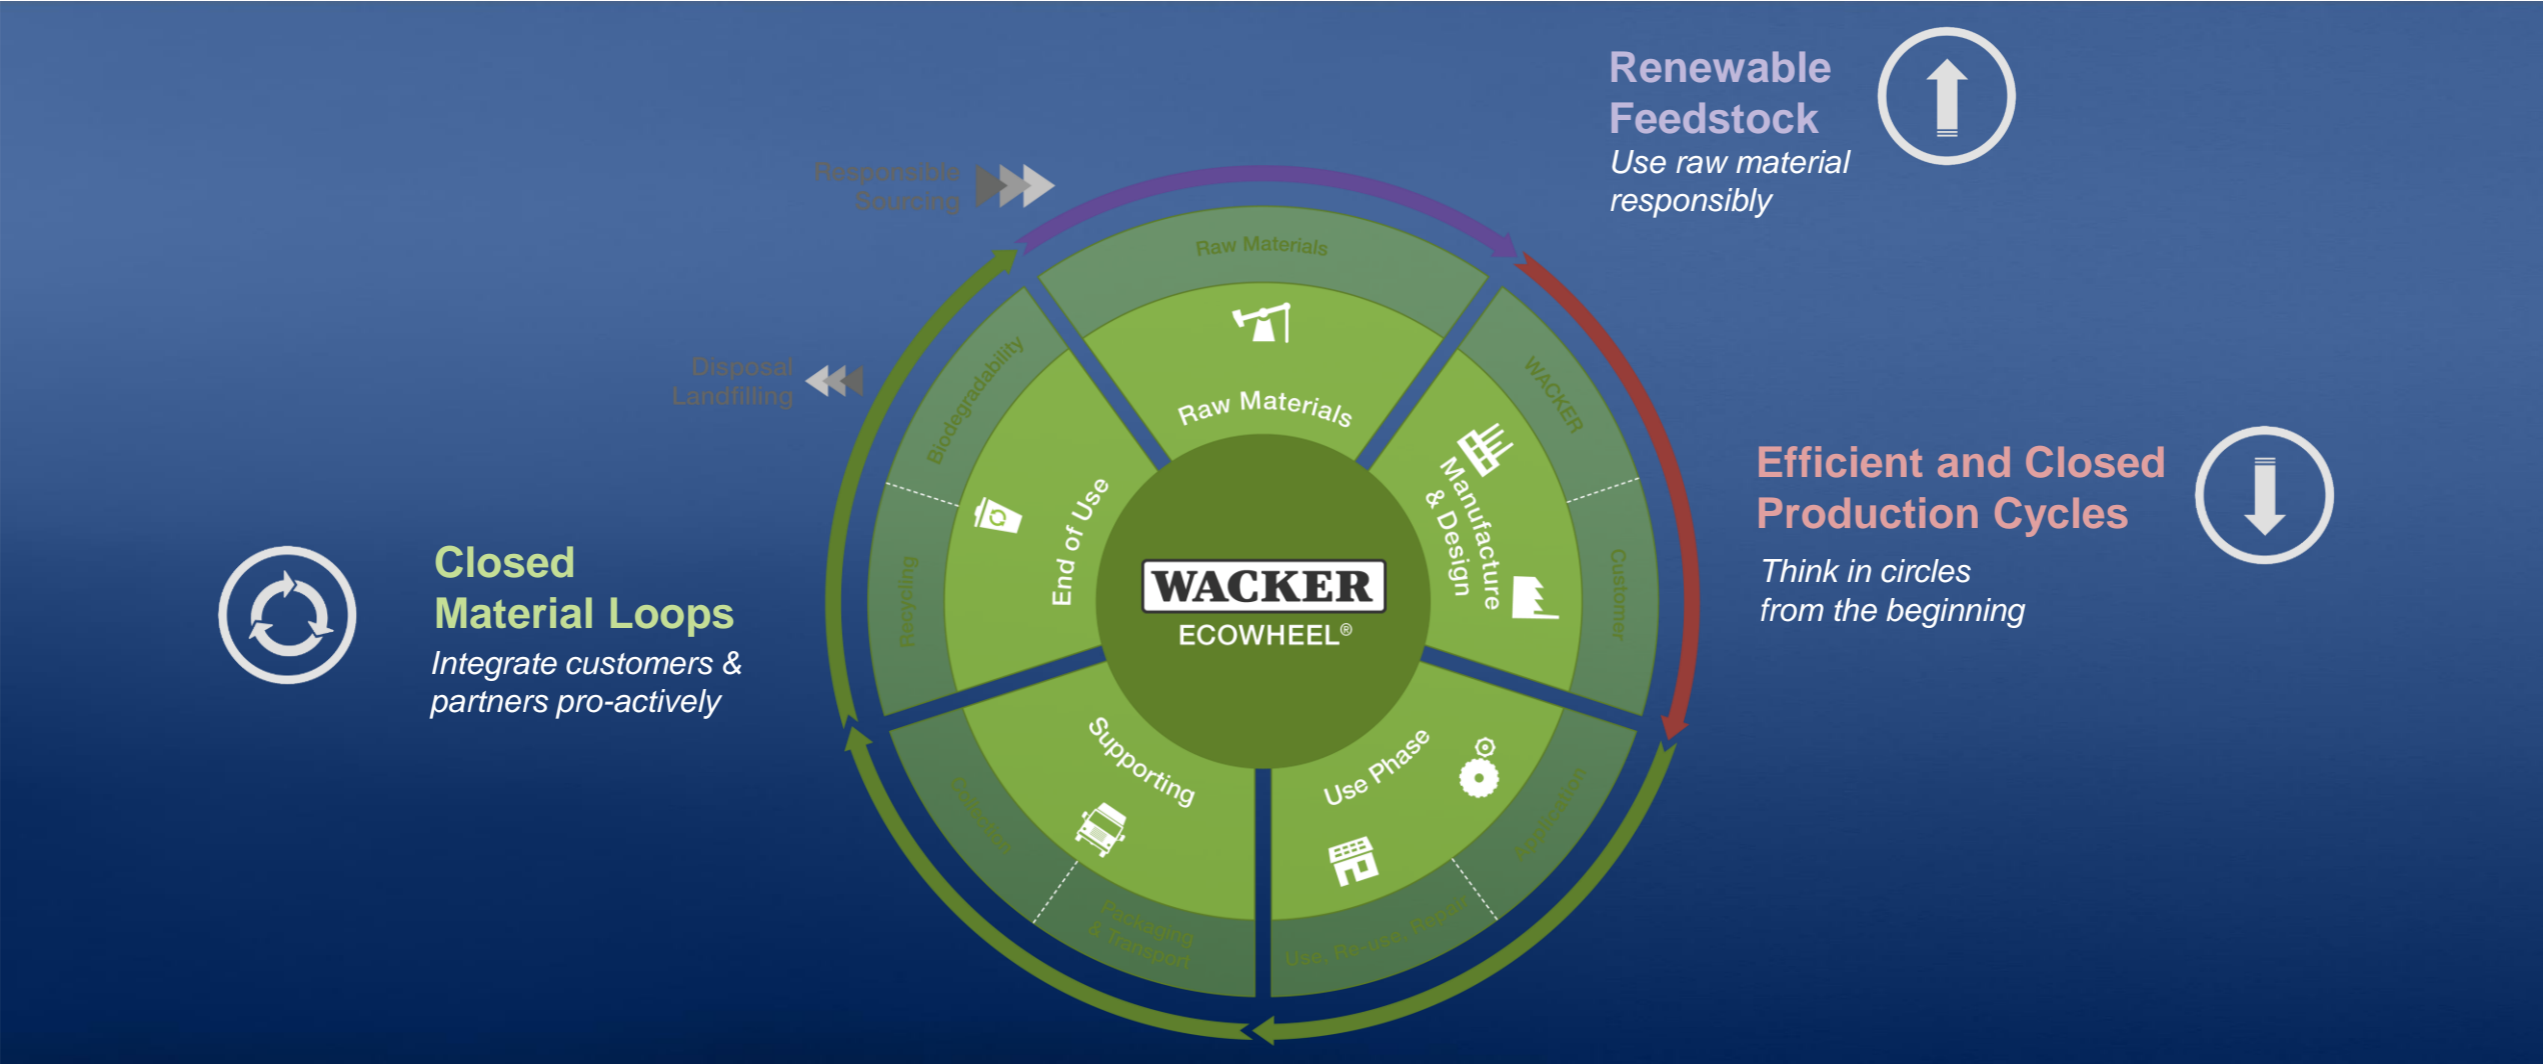 Renewable
Feedstock
Use raw material
responsibly
Responsible
Sourcing
Raw Materials
Raw Materials
WACKER
Customer
Manufacture
& Design
Efficient and Closed
Production Cycles
Think in circles
from the beginning
Application
Use, Re-use, Repair
Use Phase
Packaging
& Transport
Collection
Supporting
Recycling
Biodegradability
End of Use
Disposal
Landfilling
Closed
Material Loops
Integrate customers &
partners pro-actively
WACKER
ECOWHEEL®